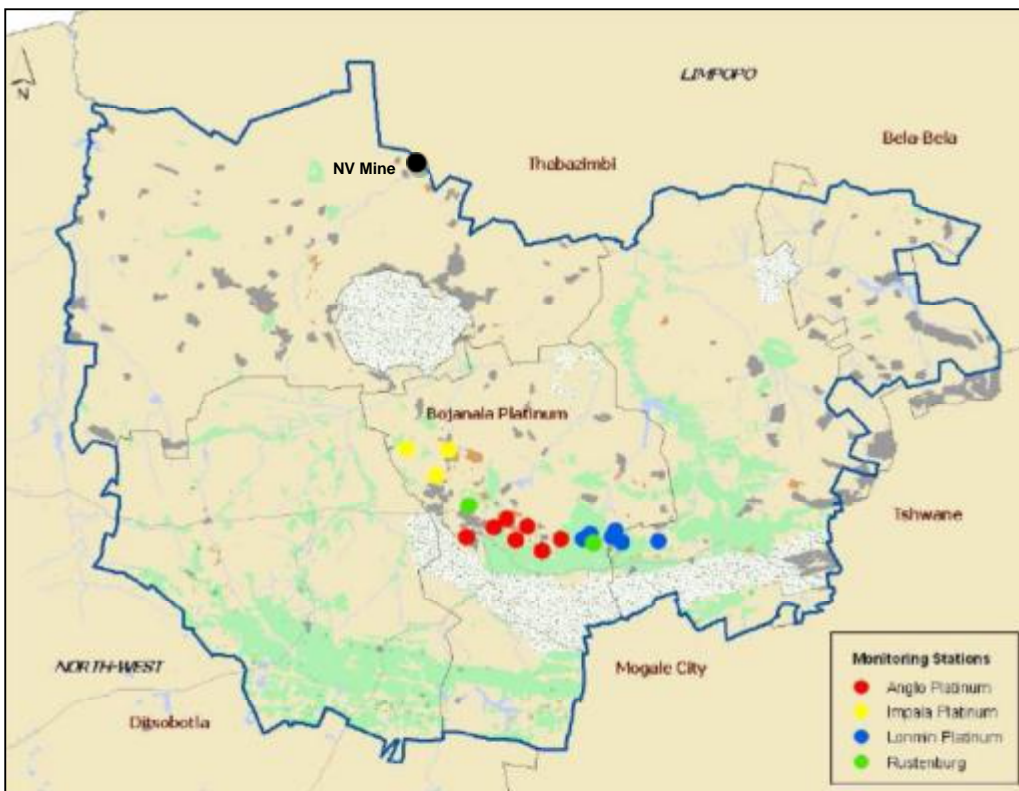 N
LIMPOPO
Bela-Bela
Thabazimbi
NV Mine
Bojanala Platinum
Tshwane
NORTH-WEST
Mogale City
Ditsobotla
Monitoring Stations
Anglo Platinum
Impala Platinum
Lonmin Platinum
Rustenburg